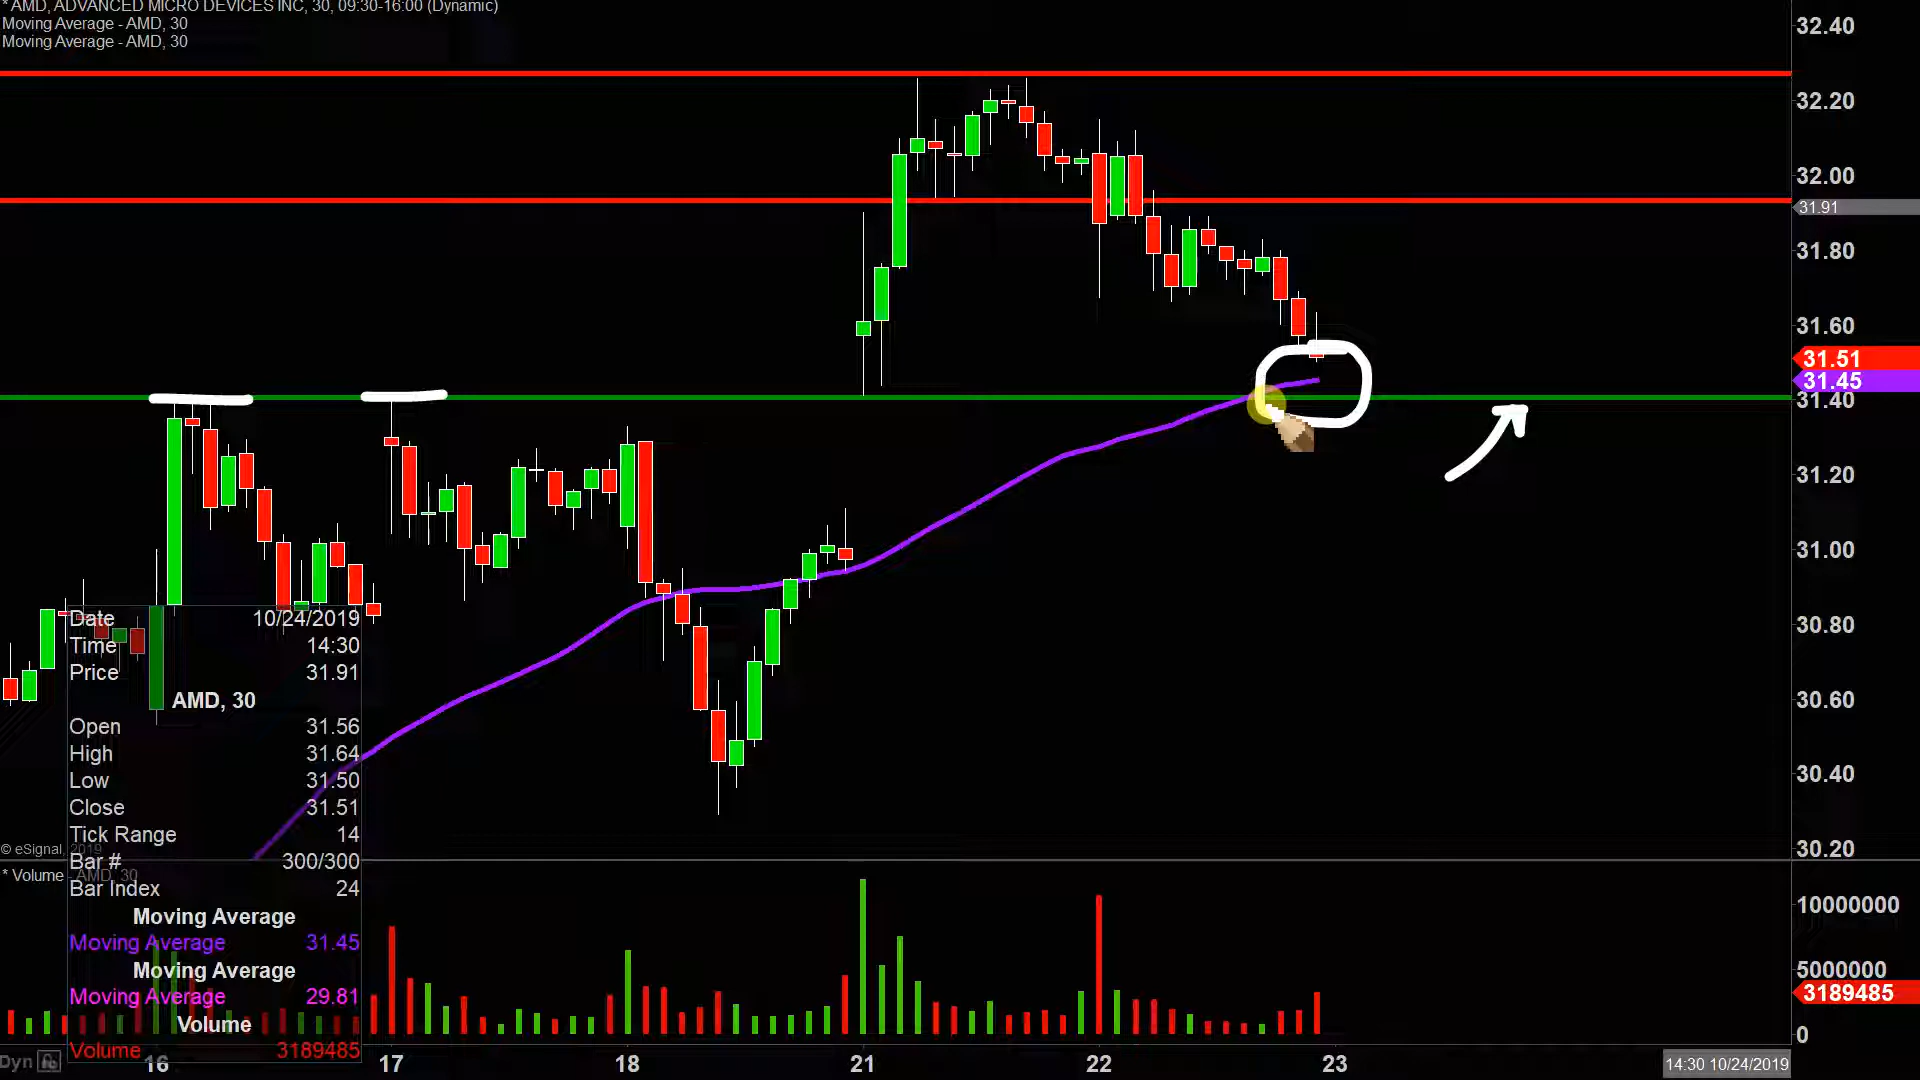 * AMD, ADVANCED MICRO DEVICES INC, 30, 09:30-16:00 (Dynamic)
Moving Average - AMD, 30
Moving Average - AMD, 30
32.40
32.20
32.00
31.91
31.80
31.60
31.51
31.45
31.40
31.20
31.00
30.80
30.60
30.40
30.20
Date 10/24/2019
Time 14:30
Price 31.91
AMD, 30
Open 31.56
High 31.64
Low 31.50
Close 31.51
Tick Range 14
© eSignal, 2019
Bar # 300/300
* Volume - AMD, 30
Bar Index 24
Moving Average
Moving Average 31.45
Moving Average
Moving Average 29.81
Volume
Volume 3189485
10000000
5000000
3189485
0
Dyn 16 17 18 21 22 23 14:30 10/24/2019